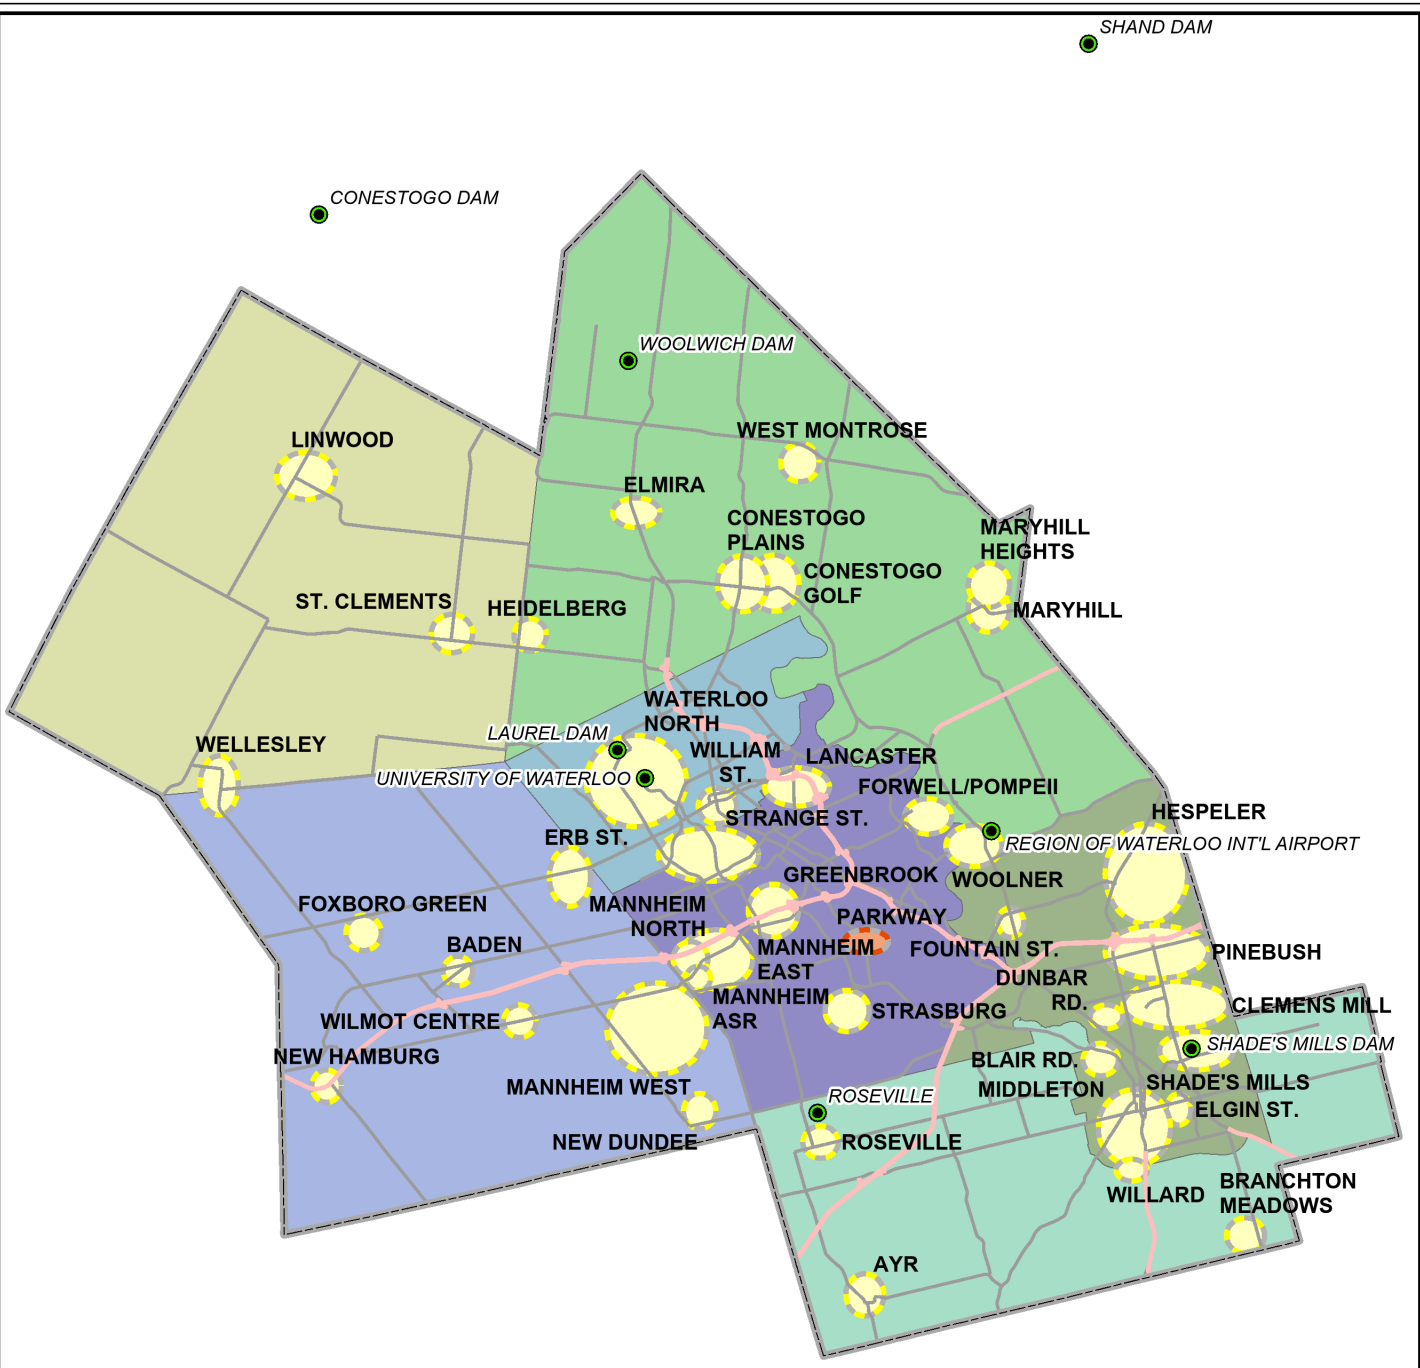 SHAND DAM
CONESTOGO DAM
WOOLWICH DAM
WEST MONTROSE
LINWOOD
ELMIRA
CONESTOGO
PLAINS
MARYHILL
HEIGHTS
CONESTOGO
GOLF
ST. CLEMENTS
HEIDELBERG
MARYHILL
WATERLOO
NORTH
LAUREL DAM
WELLESLEY
WILLIAM
ST.
LANCASTER
UNIVERSITY OF WATERLOO
FORWELL/POMPEII
HESPELER
STRANGE ST.
ERB ST.
REGION OF WATERLOO INT'L AIRPORT
GREENBROOK
WOOLNER
FOXBORO GREEN
MANNHEIM
NORTH
PARKWAY
BADEN
MANNHEIM
EAST
FOUNTAIN ST.
PINEBUSH
DUNBAR
RD.
MANNHEIM
ASR
STRASBURG
CLEMENS MILL
WILMOT CENTRE
SHADE'S MILLS DAM
NEW HAMBURG
BLAIR RD.
MANNHEIM WEST
MIDDLETON
SHADE'S MILLS
ROSEVILLE
ELGIN ST.
NEW DUNDEE
ROSEVILLE
WILLARD
BRANCHTON
MEADOWS
AYR